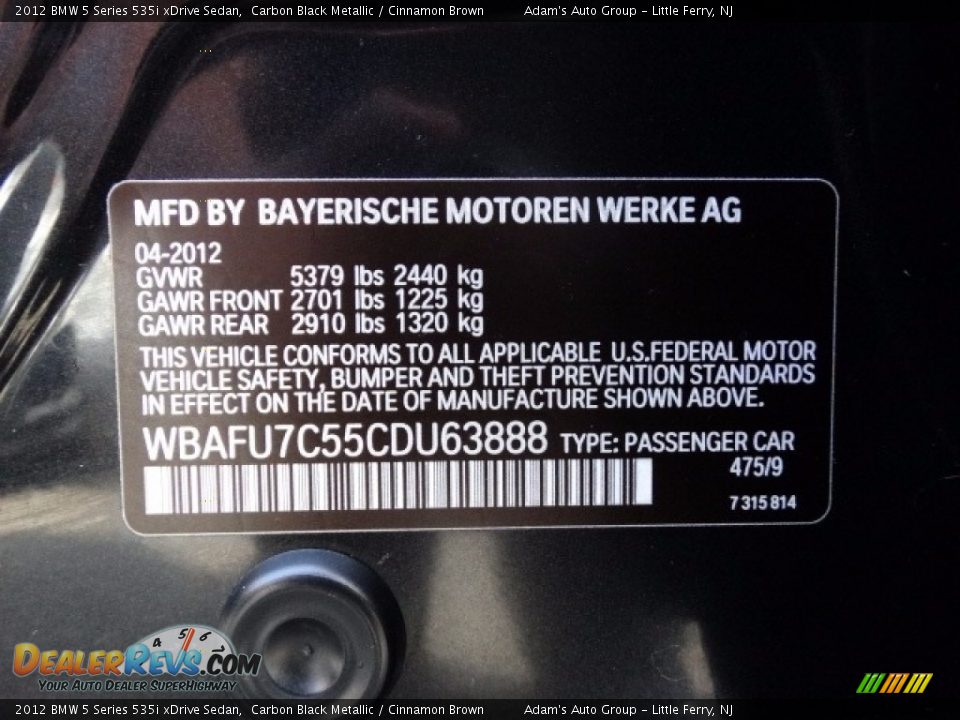 2012 BMW 5 Series 535i xDrive Sedan,  Carbon Black Metallic / Cinnamon Brown    Adam's Auto Group - Little Ferry, NJ
MFD BY BAYERISCHE MOTOREN WERKE AG
04-2012
GVWR 5379 lbs 2440 kg
GAWR FRONT 2701 lbs 1225 kg
GAWR REAR 2910 lbs 1320 kg
THIS VEHICLE CONFORMS TO ALL APPLICABLE U.S.FEDERAL MOTOR
VEHICLE SAFETY, BUMPER AND THEFT PREVENTION STANDARDS
IN EFFECT ON THE DATE OF MANUFACTURE SHOWN ABOVE.
WBAFU7C55CDU63888 TYPE: PASSENGER CAR
475/9
7 315 814
4 5 6
DEALERREVS.COM
YOUR AUTO DEALER SUPERHIGHWAY
2012 BMW 5 Series 535i xDrive Sedan,  Carbon Black Metallic / Cinnamon Brown    Adam's Auto Group - Little Ferry, NJ